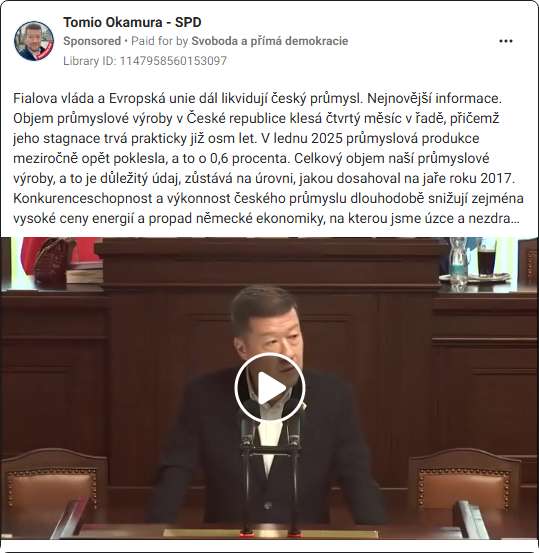 Tomio Okamura - SPD
Sponsored • Paid for by Svoboda a přímá demokracie
Library ID: 1147958560153097
Fialova vláda a Evropská unie dál likvidují český průmysl. Nejnovější informace.
Objem průmyslové výroby v České republice klesá čtvrtý měsíc v řadě, přičemž
jeho stagnace trvá prakticky již osm let. V lednu 2025 průmyslová produkce
meziročně opět poklesla, a to o 0,6 procenta. Celkový objem naší průmyslové
výroby, a to je důležitý údaj, zůstává na úrovni, jakou dosahoval na jaře roku 2017.
Konkurenceschopnost a výkonnost českého průmyslu dlouhodobě snižují zejména
vysoké ceny energií a propad německé ekonomiky, na kterou jsme úzce a nezdra...